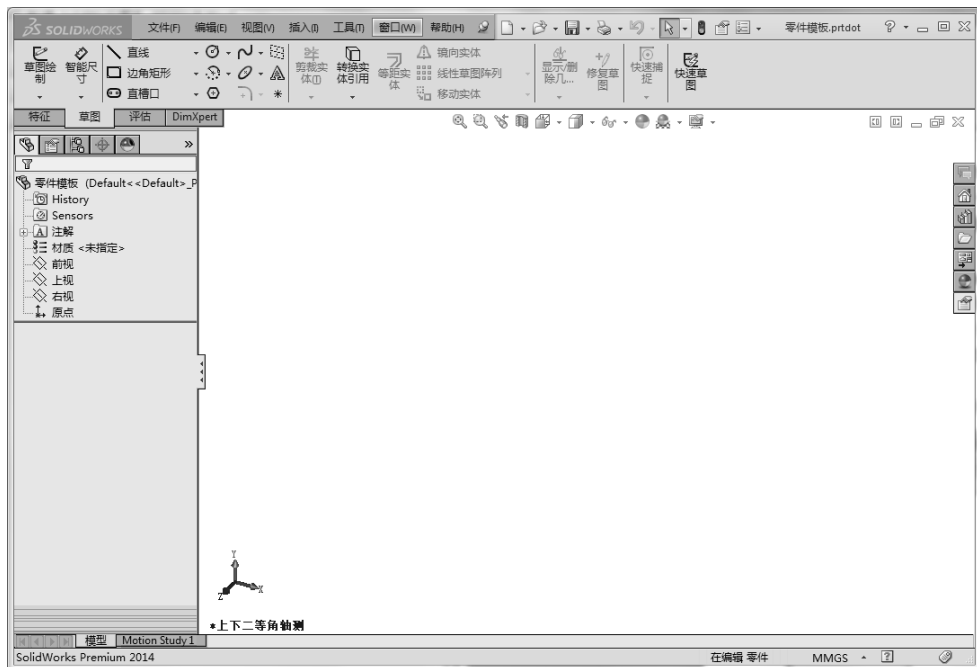 SOLIDWORKS 文件(F) 编辑(E) 视图(V) 插入(I) 工具(T) 窗口(W) 帮助(H) 零件模板.prtdot ?
草图绘制 智能尺寸 直线 剪裁实体(T) 转换实体引用 等距实体 镜向实体 显示/删除几... 修复草图 快速捕捉 快速草图
边角矩形 线性草图阵列
直槽口 移动实体
特征 草图 评估 DimXpert
»
零件模板 (Default<<Default>_P
History
Sensors
A 注解
材质 <未指定>
前视
上视
右视
原点
Y
X
Z
*上下二等角轴测
模型 Motion Study 1
SolidWorks Premium 2014 在编辑 零件 MMGS ?